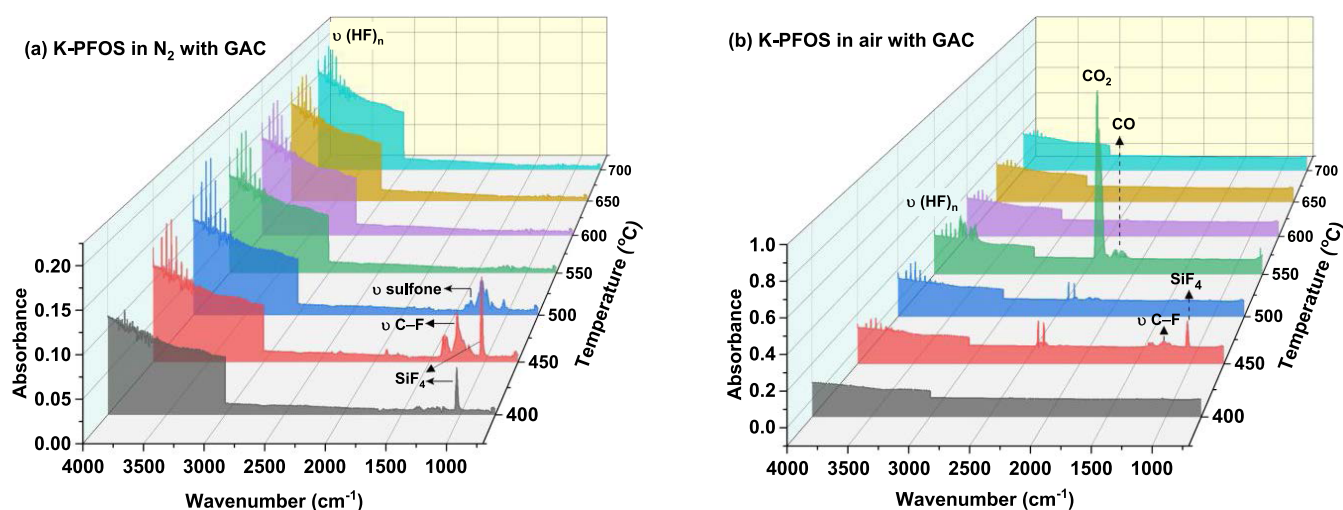 (a) K-PFOS in N₂ with GAC
υ (HF)ₙ
υ sulfone
υ C–F
SiF₄
Absorbance
0.20
0.15
0.10
0.05
0.00
4000
3500
3000
2500
2000
1500
1000
Wavenumber (cm⁻¹)
400
450
500
550
600
650
700
Temperature (°C)
(b) K-PFOS in air with GAC
CO₂
CO
υ (HF)ₙ
SiF₄
υ C–F
Absorbance
1.0
0.8
0.6
0.4
0.2
0.0
4000
3500
3000
2500
2000
1500
1000
Wavenumber (cm⁻¹)
400
450
500
550
600
650
700
Temperature (°C)